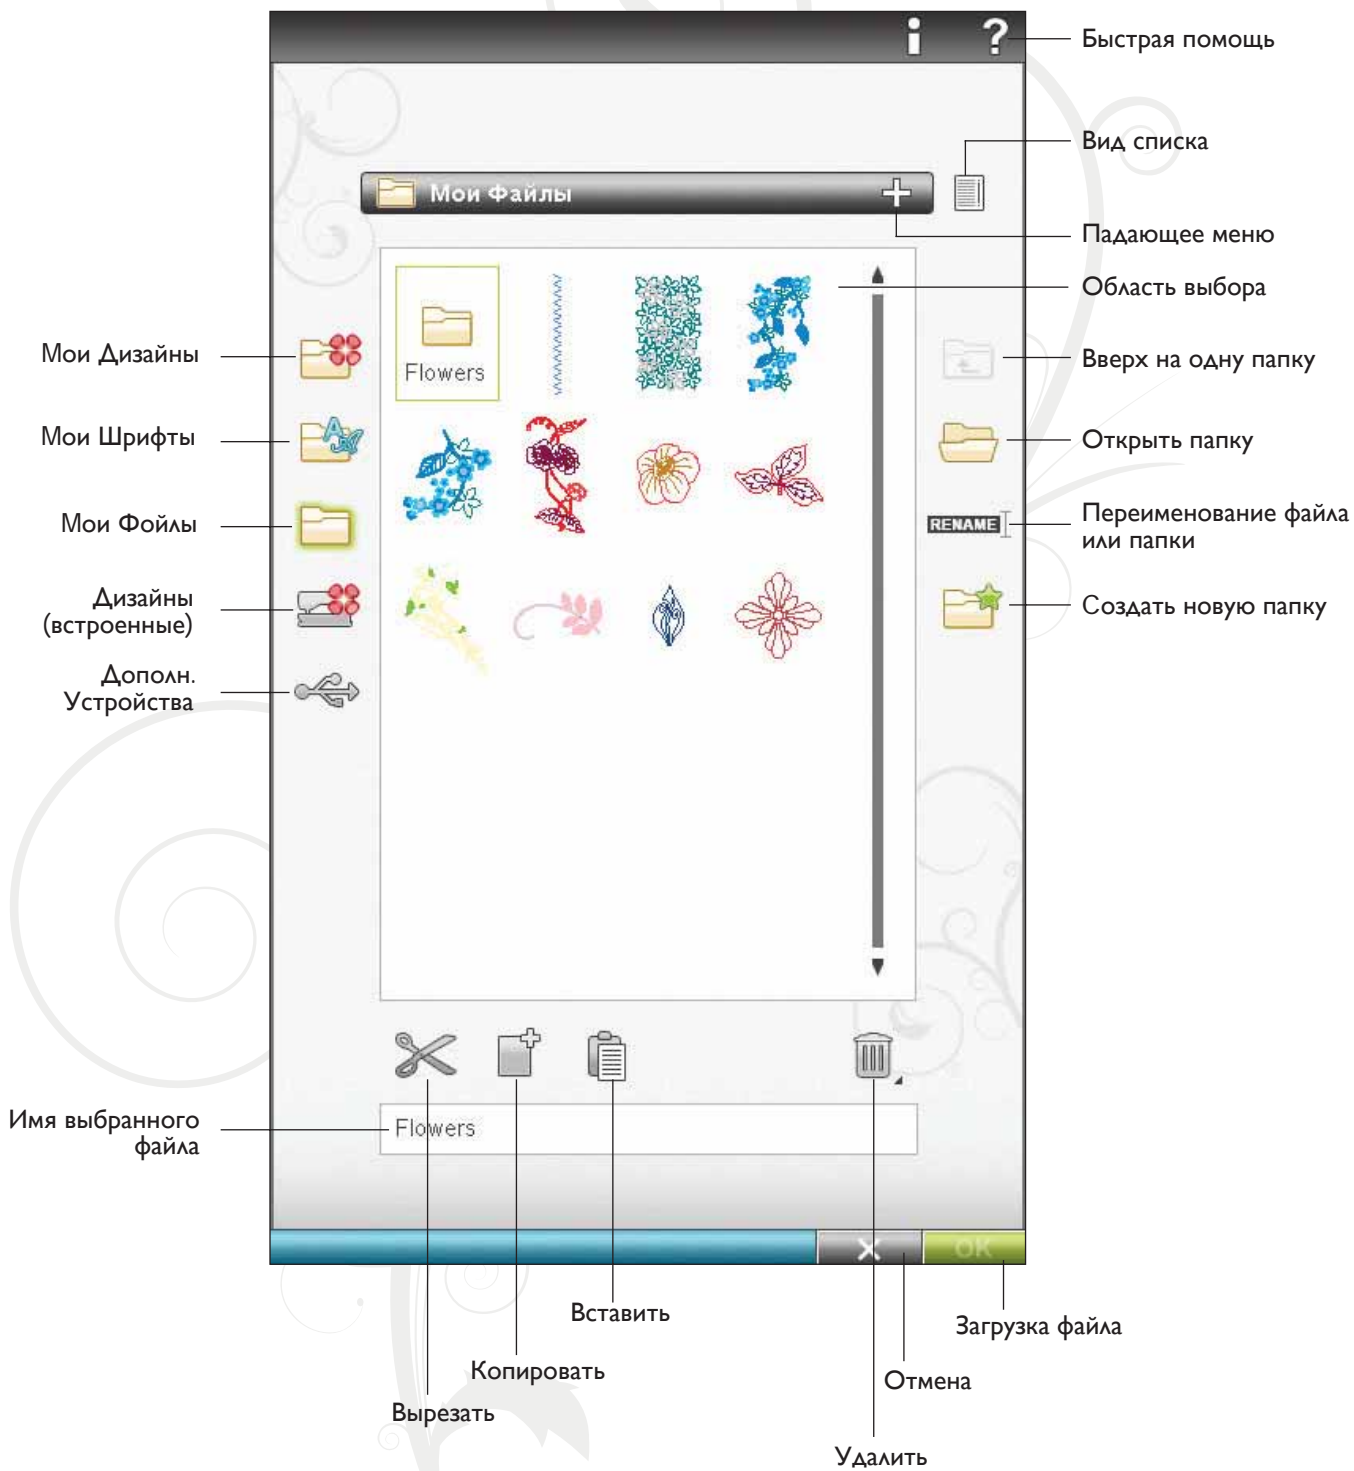 i ?
Быстрая помощь
Вид списка
Мои Файлы
Падающее меню
Область выбора
Мои Дизайны
Flowers
Вверх на одну папку
Мои Шрифты
Открыть папку
Мои Фойлы
RENAME
Переименование файла
или папки
Дизайны
(встроенные)
Создать новую папку
Дополн.
Устройства
Имя выбранного
файла
Flowers
OK
Вставить
Загрузка файла
Копировать
Отмена
Вырезать
Удалить